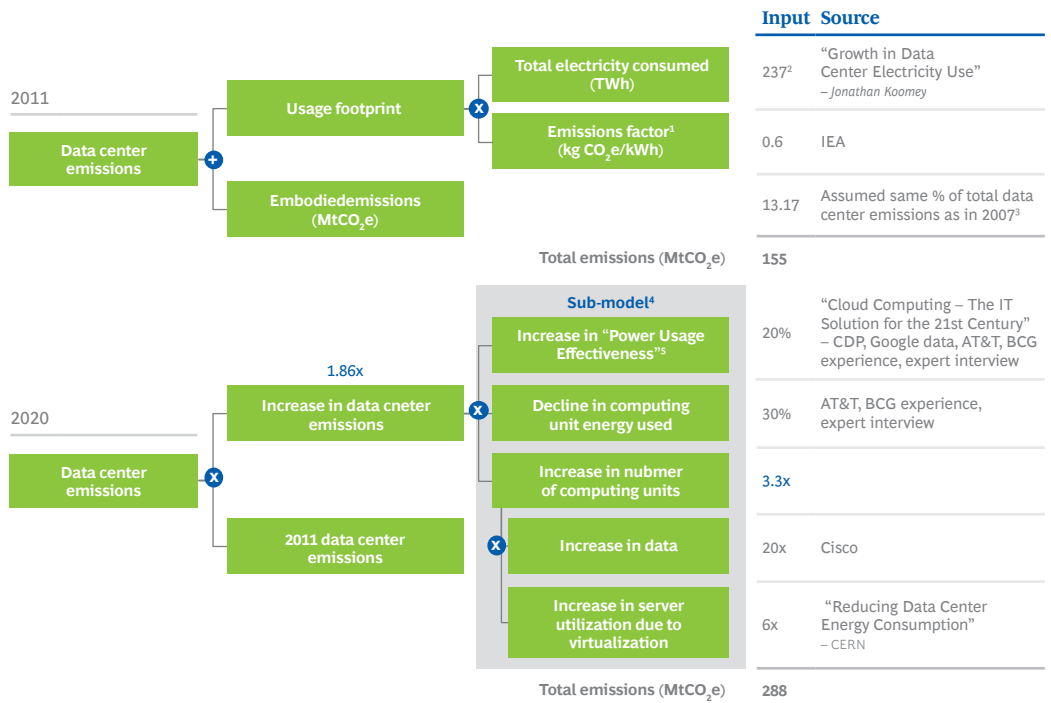 Input Source
2011
Data center
emissions
+
Usage footprint
Embodiedemissions
(MtCO₂e)
x
Total electricity consumed
(TWh)
Emissions factor¹
(kg CO₂e/kWh)
237²
“Growth in Data
Center Electricity Use”
– Jonathan Koomey
0.6
IEA
13.17
Assumed same % of total data
center emissions as in 2007³
Total emissions (MtCO₂e)
155
2020
Data center
emissions
x
1.86x
Increase in data cneter
emissions
2011 data center
emissions
x
Sub-model⁴
Increase in “Power Usage
Effectiveness”⁵
Decline in computing
unit energy used
Increase in nubmer
of computing units
x
Increase in data
Increase in server
utilization due to
virtualization
20%
“Cloud Computing – The IT
Solution for the 21st Century”
– CDP, Google data, AT&T, BCG
experience, expert interview
30%
AT&T, BCG experience,
expert interview
3.3x
20x
Cisco
6x
“Reducing Data Center
Energy Consumption”
– CERN
Total emissions (MtCO₂e)
288